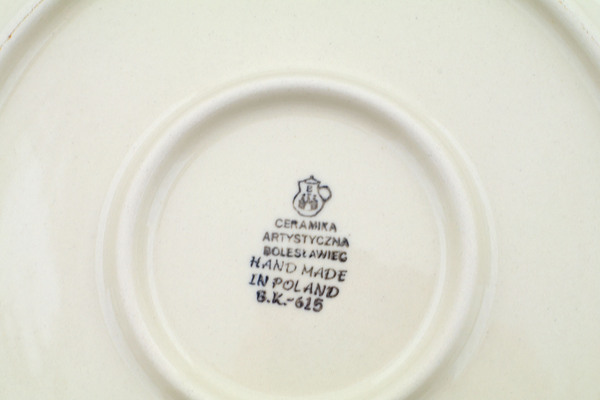 CERAMIKA
ARTYSTYCZNA
BOLESŁAWIEC
HAND MADE
IN POLAND
B.K.-615